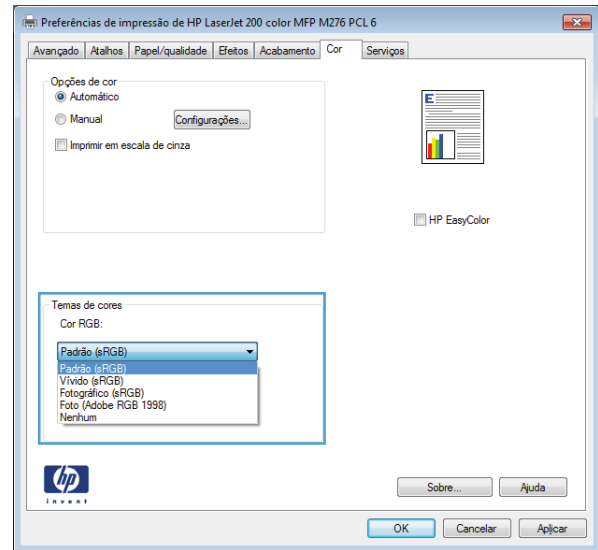 Preferências de impressão de HP LaserJet 200 color MFP M276 PCL 6
Avançado Atalhos Papel/qualidade Efeitos Acabamento Cor Serviços
Opções de cor
Automático
Manual Configurações...
Imprimir em escala de cinza
E
HP EasyColor
Temas de cores
Cor RGB:
Padrão (sRGB)
Padrão (sRGB)
Vívido (sRGB)
Fotográfico (sRGB)
Foto (Adobe RGB 1998)
Nenhum
hp
invent
Sobre... Ajuda
OK Cancelar Aplicar